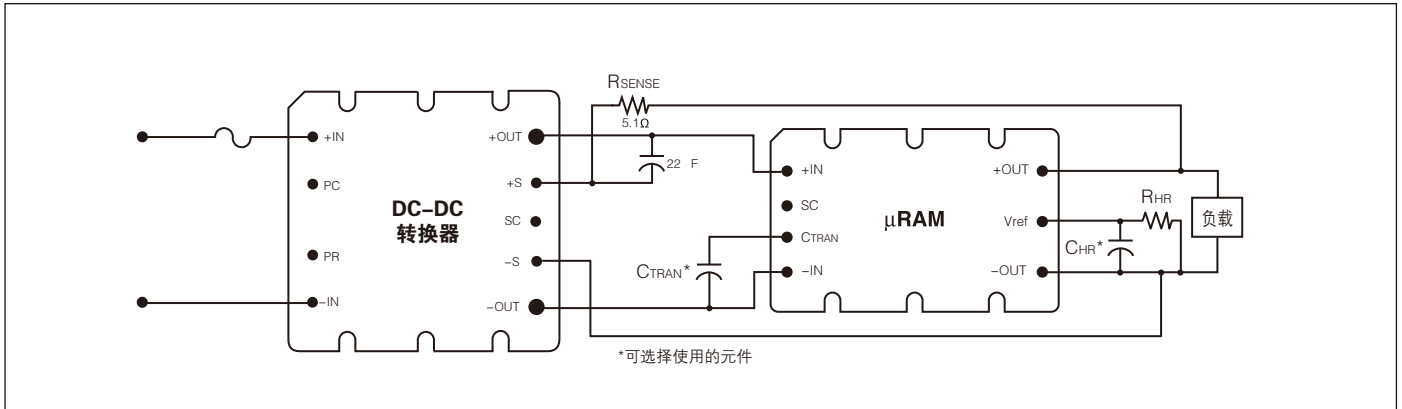 RSENSE
5.1Ω
+IN
PC
PR
-IN
DC-DC
转换器
+OUT
+S
SC
-S
-OUT
22 F
CTRAN*
+IN
SC
CTRAN
-IN
μRAM
+OUT
Vref
-OUT
RHR
CHR*
负载
*可选择使用的元件